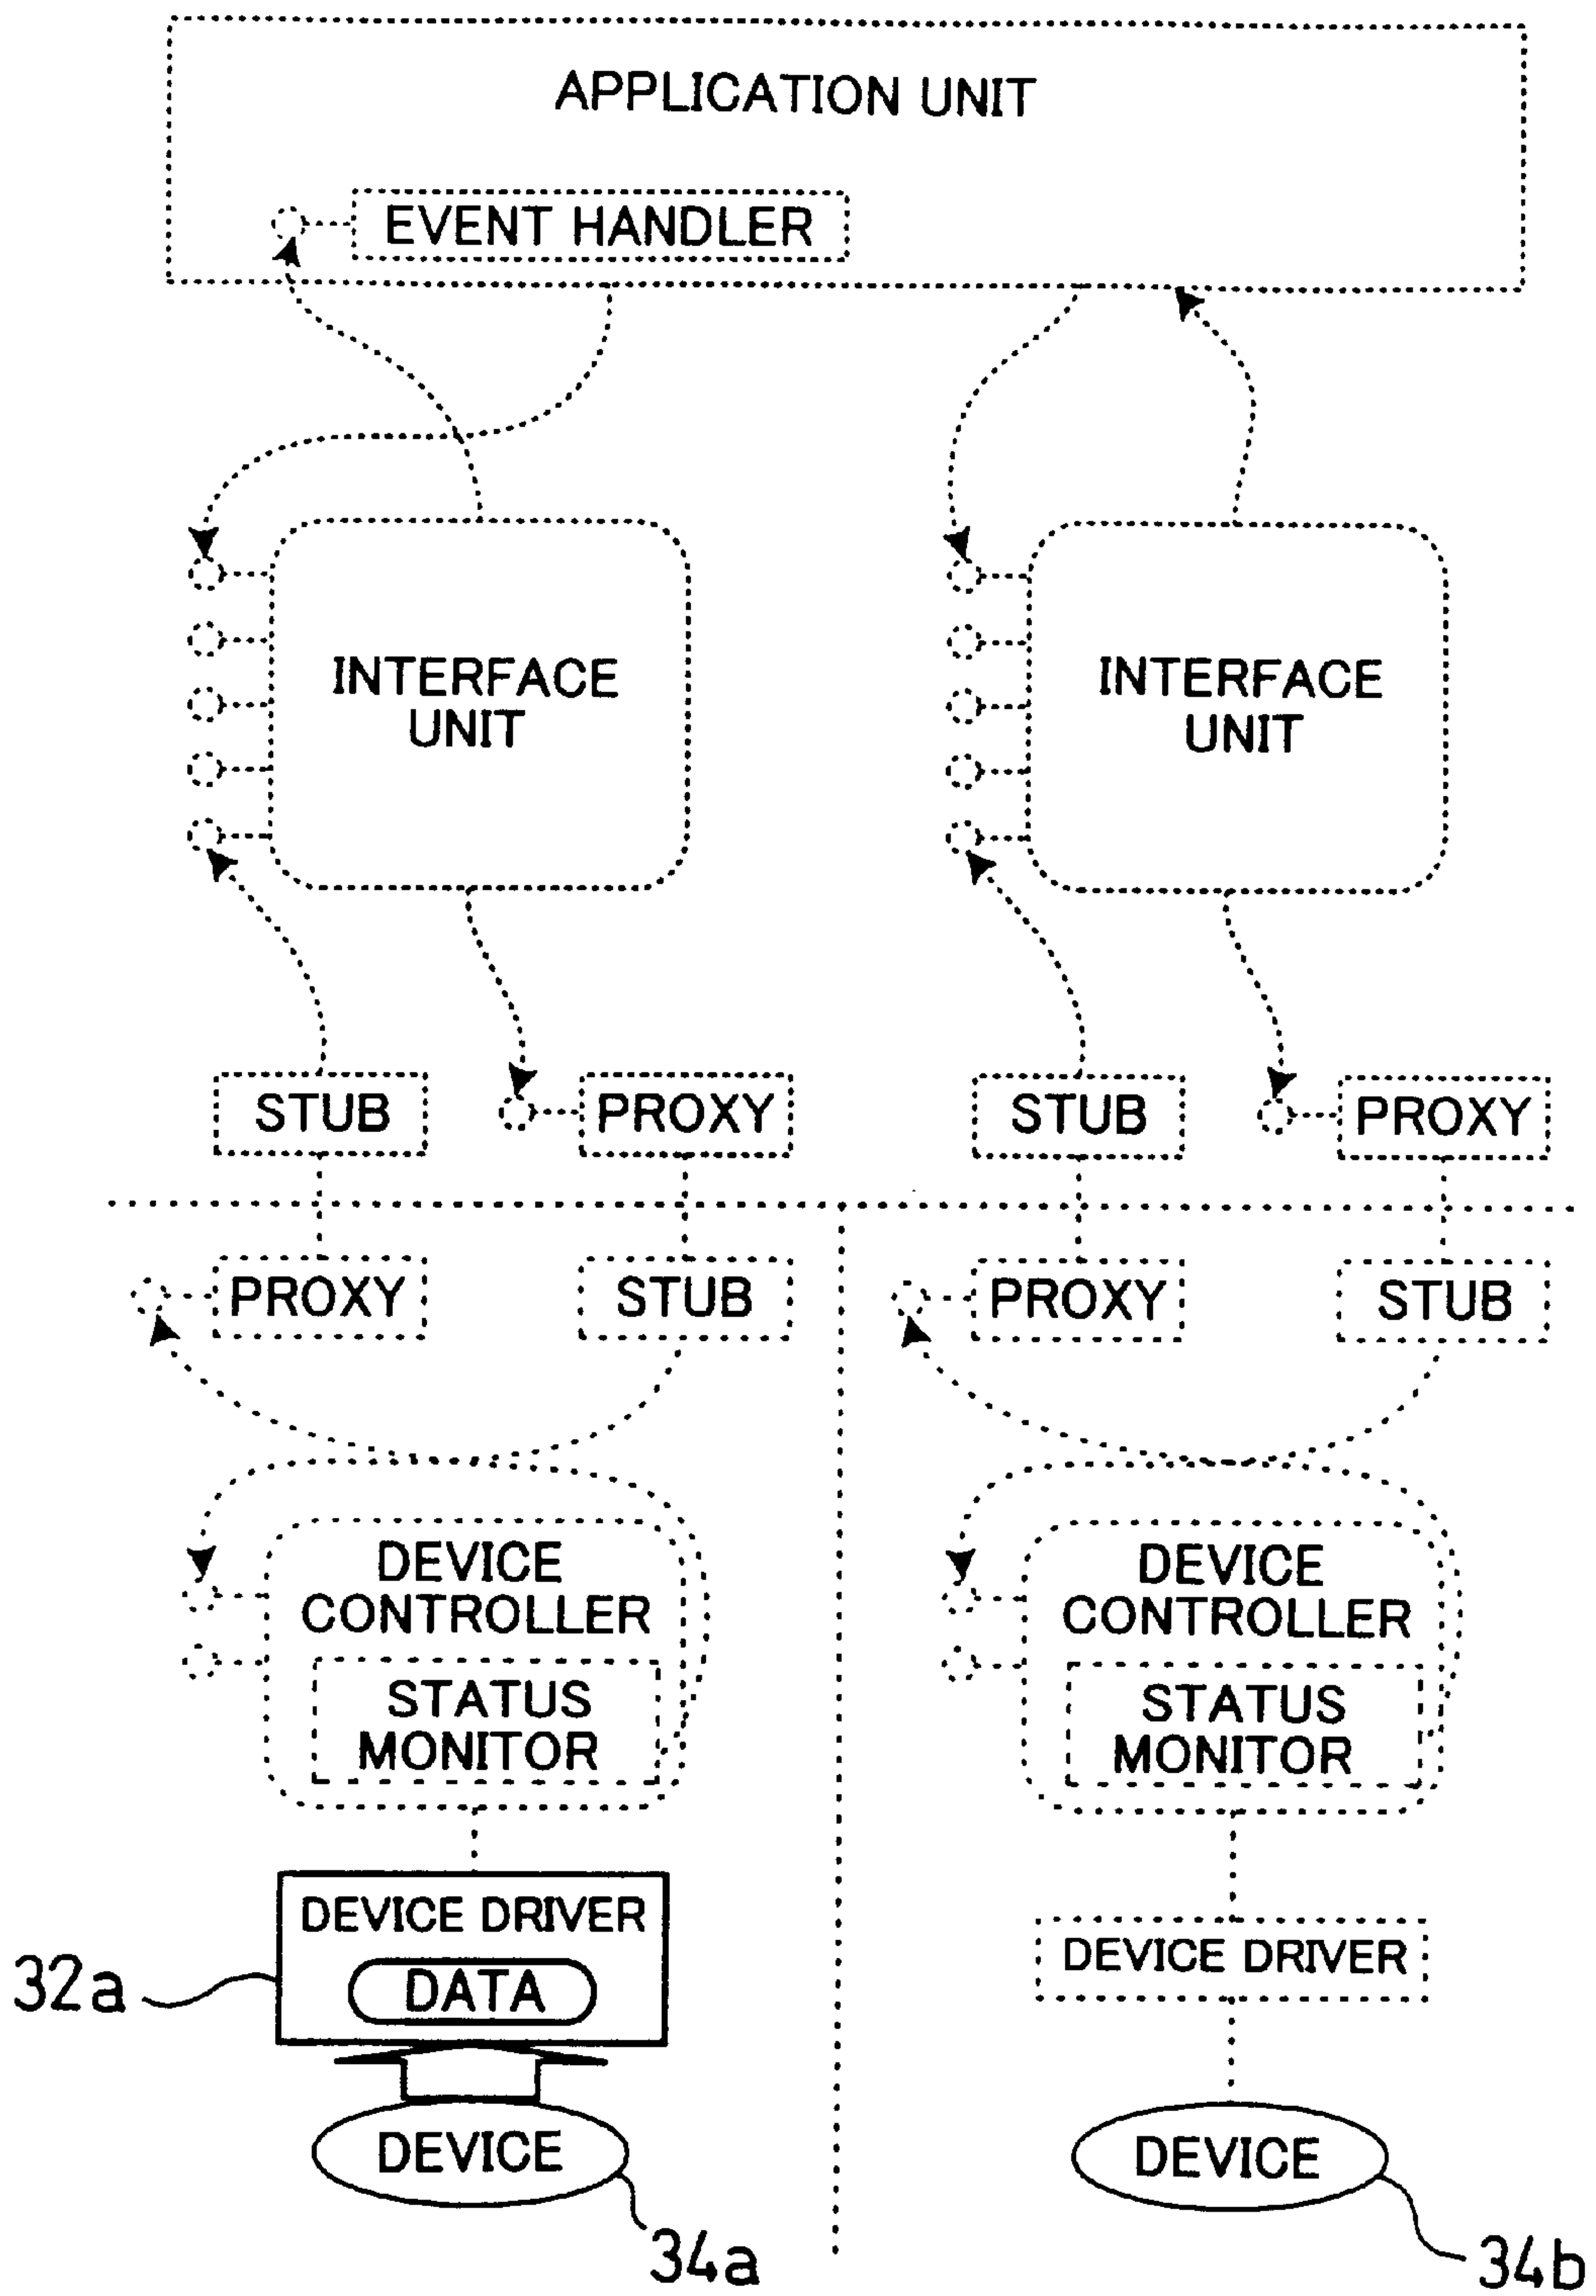 APPLICATION UNIT
EVENT HANDLER
INTERFACE
UNIT
INTERFACE
UNIT
STUB
PROXY
STUB
PROXY
PROXY
STUB
PROXY
STUB
DEVICE
CONTROLLER
STATUS
MONITOR
DEVICE
CONTROLLER
STATUS
MONITOR
DEVICE DRIVER
DATA
32a
DEVICE DRIVER
DEVICE
34a
DEVICE
34b